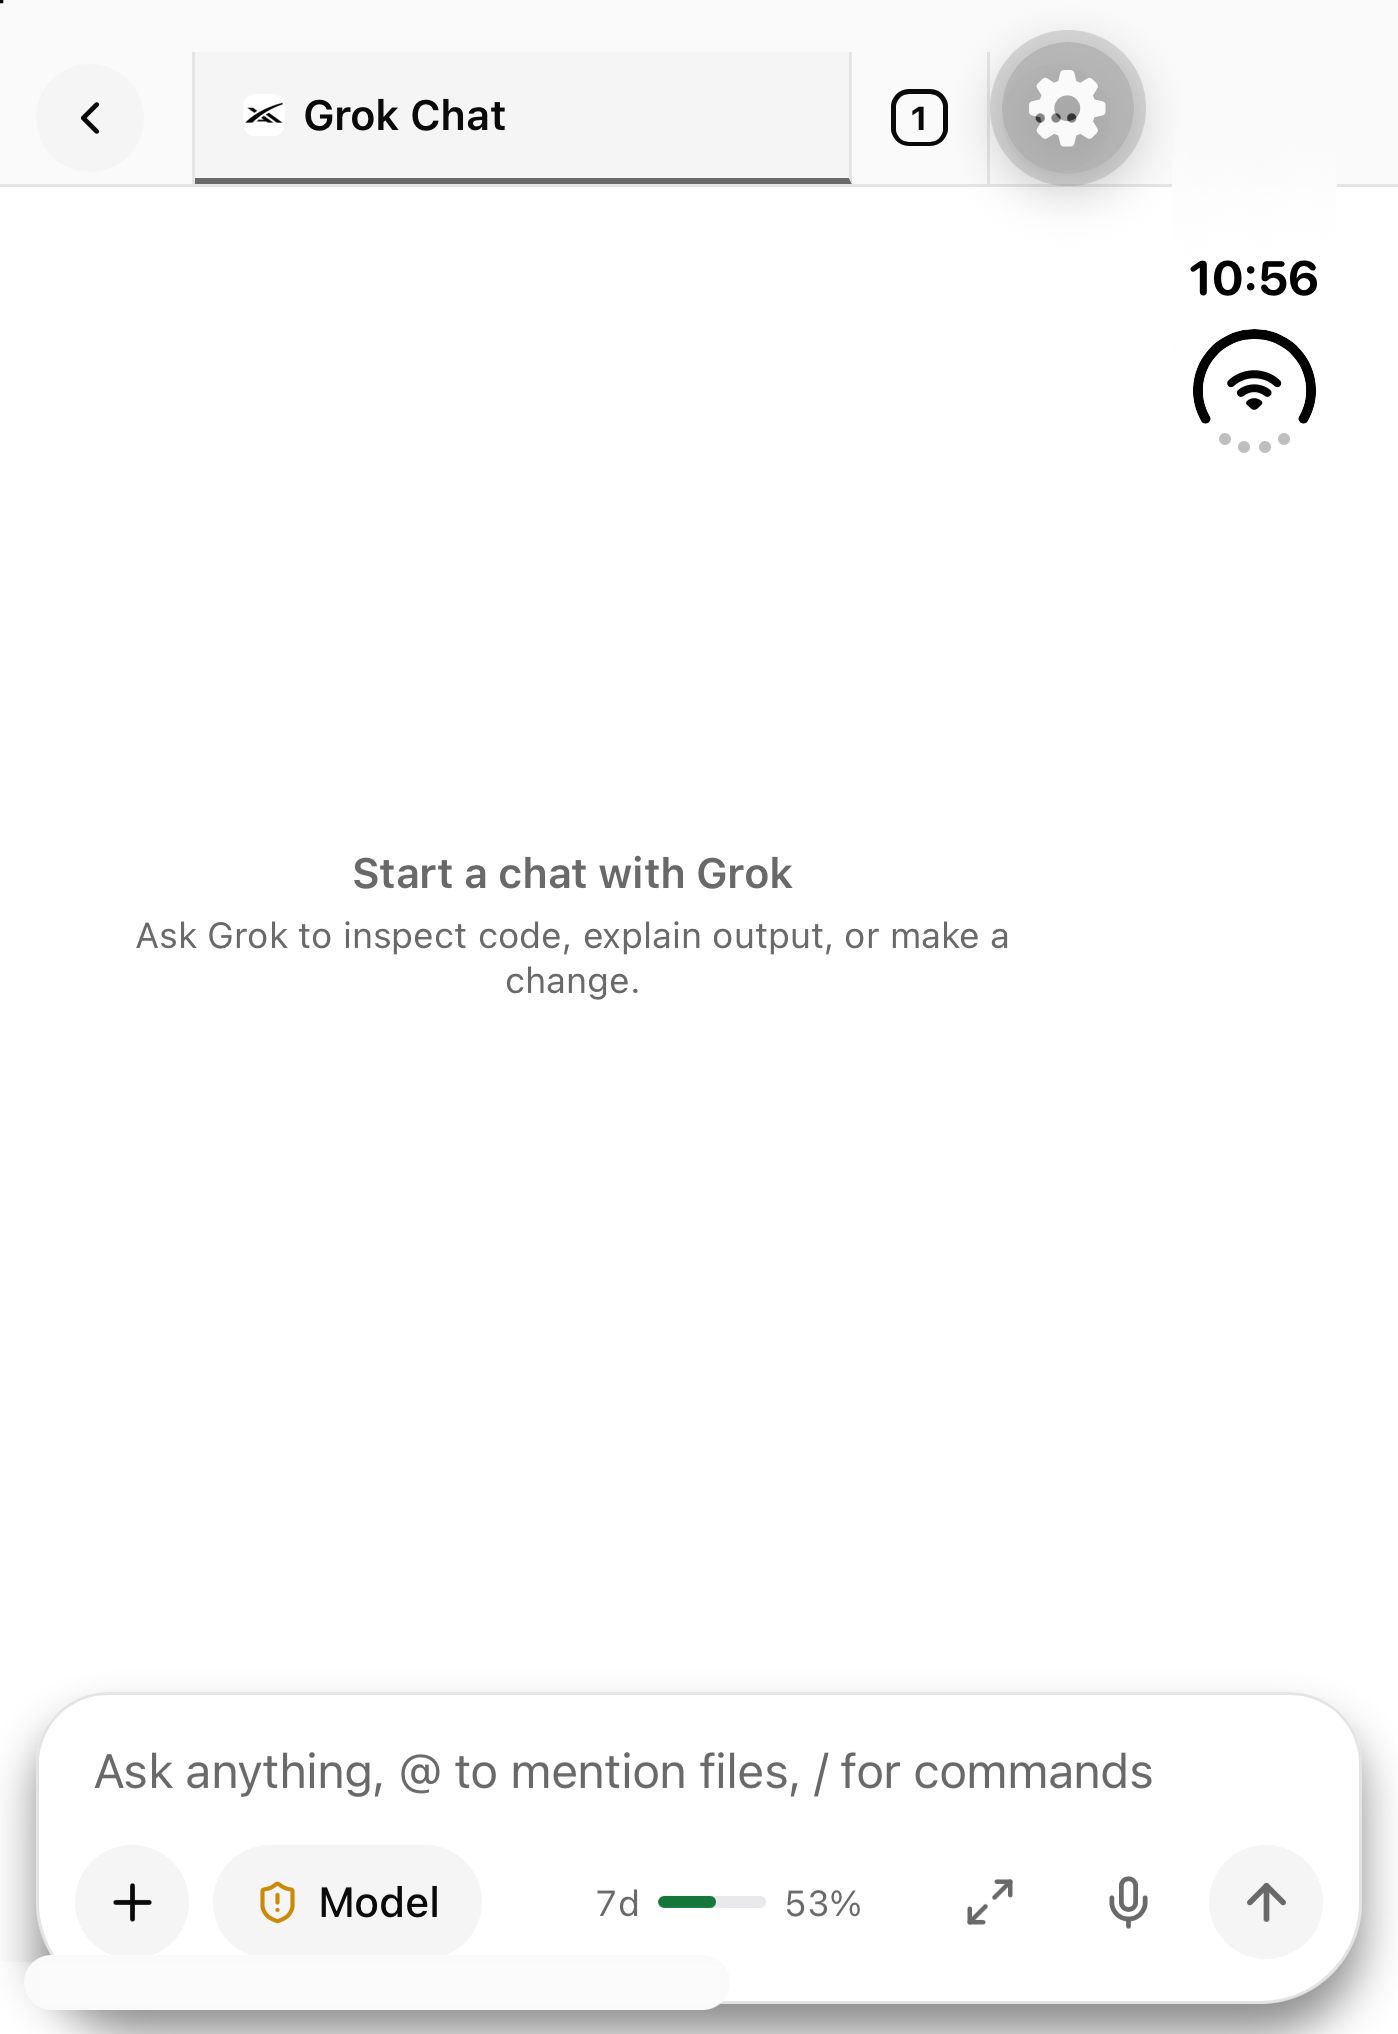 Grok Chat
1
10:56
Start a chat with Grok
Ask Grok to inspect code, explain output, or make a
change.
Ask anything, @ to mention files, / for commands
Model
7d
53%